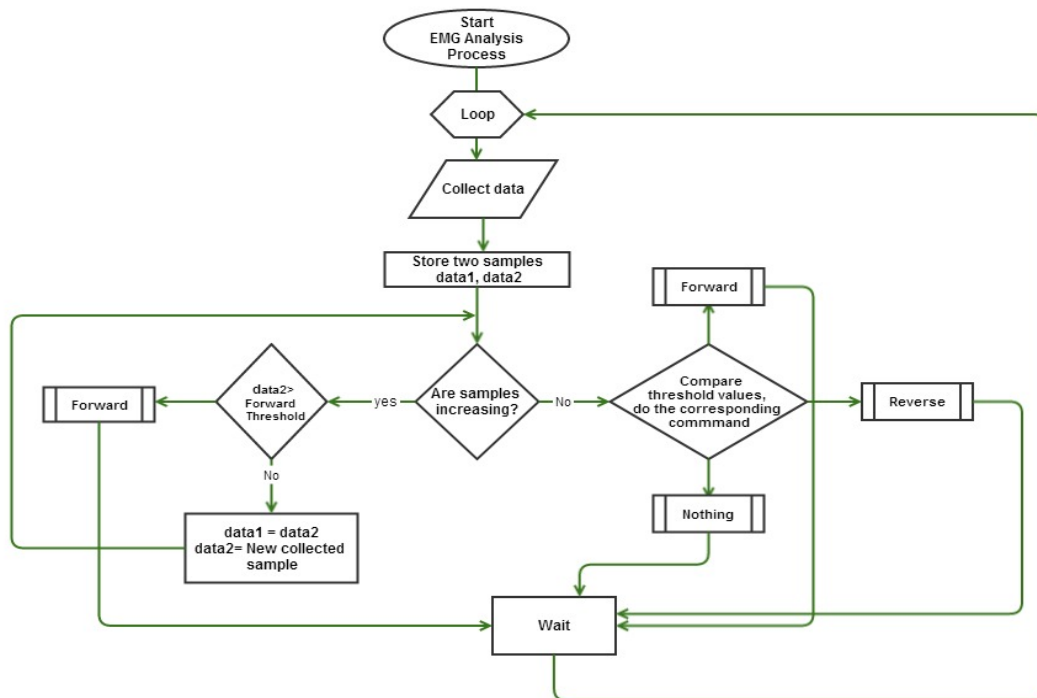 Start
EMG Analysis
Process
Loop
Collect data
Store two samples
data1, data2
Forward
data2>
Forward
Threshold
Forward
yes
Are samples
increasing?
No
Compare
threshold values,
do the corresponding
commmand
Reverse
No
Nothing
data1 = data2
data2= New collected
sample
Wait